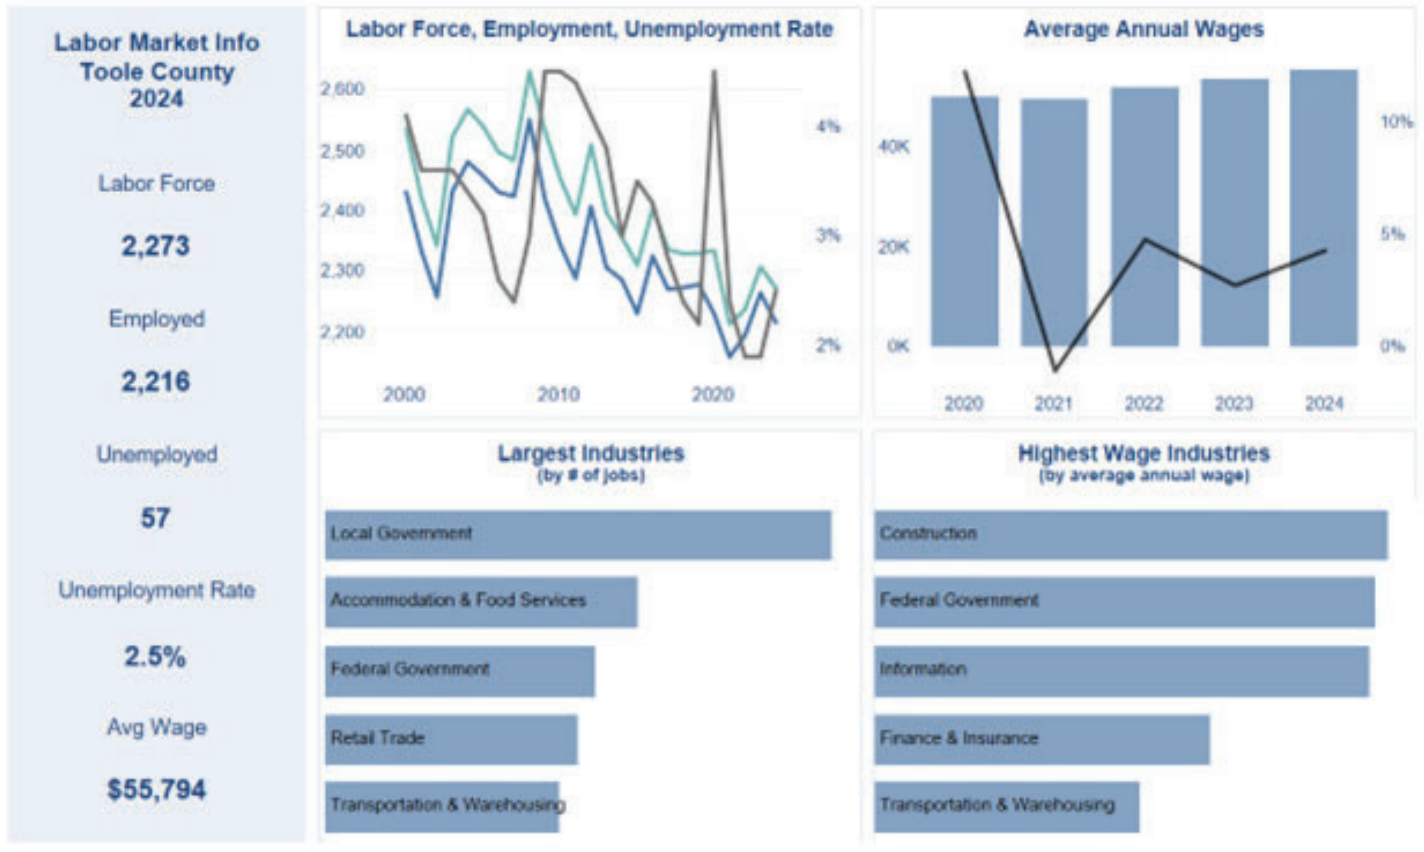 Labor Market Info
Toole County
2024
Labor Force
2,273
Employed
2,216
Unemployed
57
Unemployment Rate
2.5%
Avg Wage
$55,794
Labor Force, Employment, Unemployment Rate
2,600
2,500
2,400
2,300
2,200
4%
3%
2%
2000 2010 2020
Average Annual Wages
40K
20K
0K
10%
5%
0%
2020 2021 2022 2023 2024
Largest Industries
(by # of jobs)
Local Government
Accommodation & Food Services
Federal Government
Retail Trade
Transportation & Warehousing
Highest Wage Industries
(by average annual wage)
Construction
Federal Government
Information
Finance & Insurance
Transportation & Warehousing